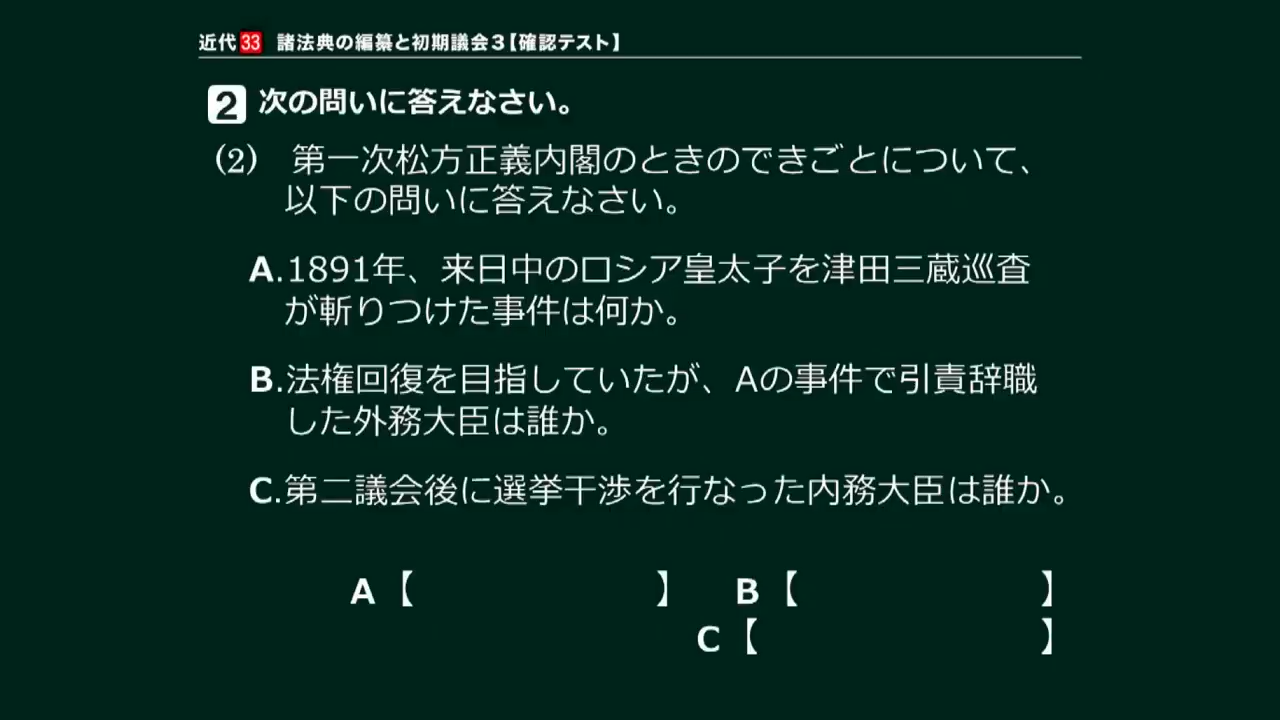 近代33 諸法典の編纂と初期議会3【確認テスト】
2 次の問いに答えなさい。
(2) 第一次松方正義内閣のときのできごとについて、
以下の問いに答えなさい。
A.1891年、来日中のロシア皇太子を津田三蔵巡査
が斬りつけた事件は何か。
B.法権回復を目指していたが、Aの事件で引責辞職
した外務大臣は誰か。
C.第二議会後に選挙干渉を行なった内務大臣は誰か。
A【 】 B【 】
C【 】